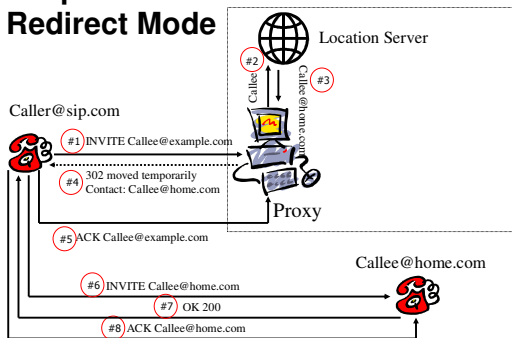 Redirect Mode
Location Server
#2
#3
Callee
Callee@home.com
Caller@sip.com
#1 INVITE Callee@example.com
#4 302 moved temporarily
Contact: Callee@home.com
Proxy
#5 ACK Callee@example.com
Callee@home.com
#6 INVITE Callee@home.com
#7 OK 200
#8 ACK Callee@home.com